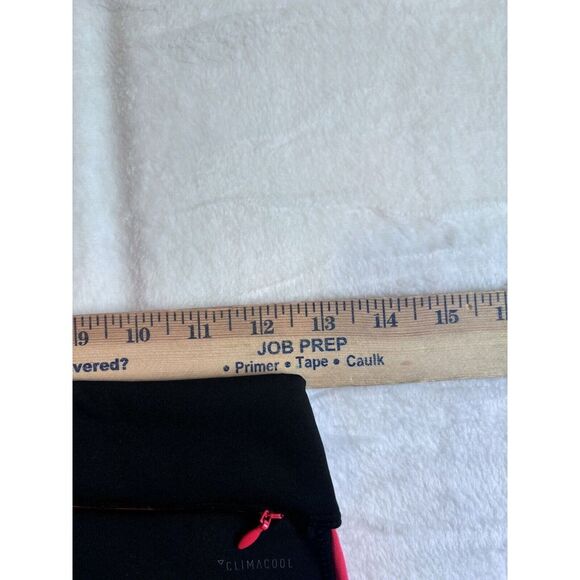 9 10 11 12 13 14 15 1
JOB PREP
vered? • Primer • Tape • Caulk
CLIMACOOL